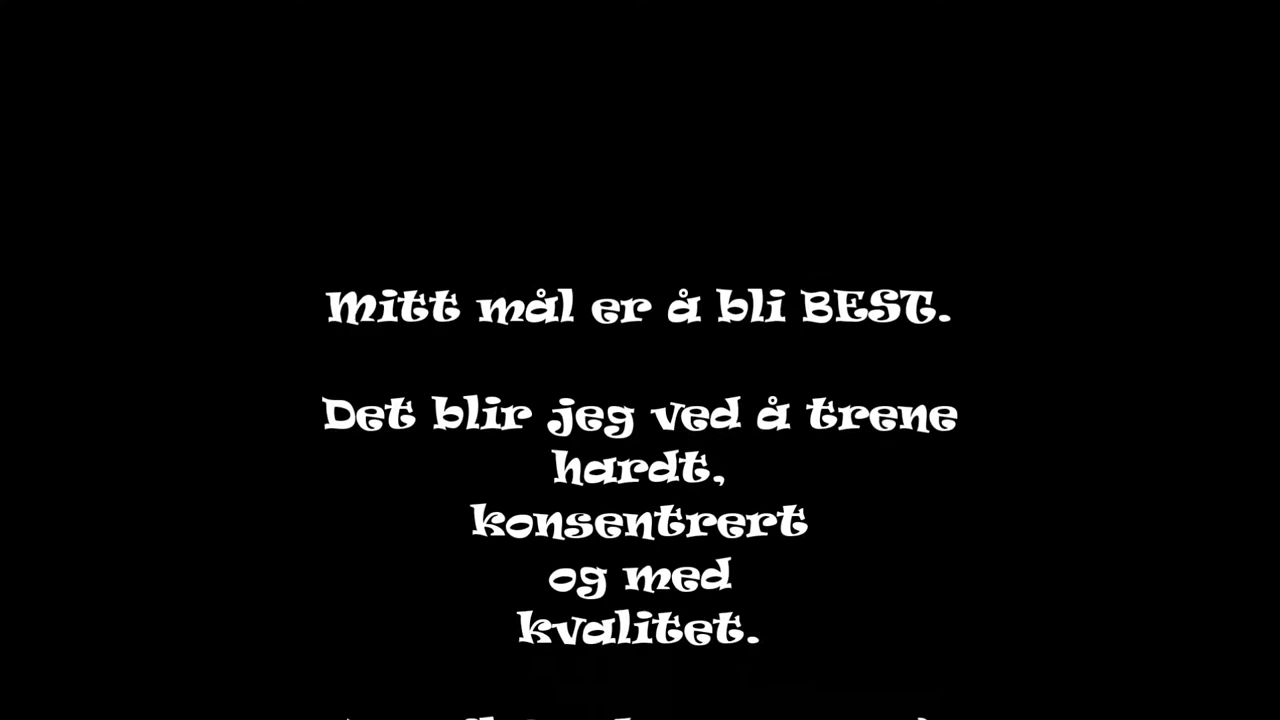 Mitt mål er å bli BEST.
Det blir jeg ved å trene
hardt,
konsentrert
og med
kvalitet.